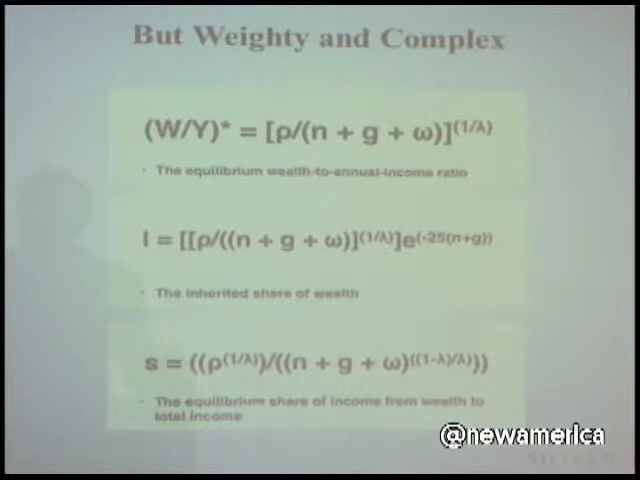 But Weighty and Complex
(W/Y)* = [ρ/(n + g + ω)]^(1/λ)
· The equilibrium wealth-to-annual-income ratio
I = [[ρ/((n + g + ω)]^(1/λ)]e^(-25(n+g))
· The inherited share of wealth
s = ((ρ^(1/λ))/((n + g + ω)^((1-λ)/λ)))
· The equilibrium share of income from wealth to
total income
@newamerica